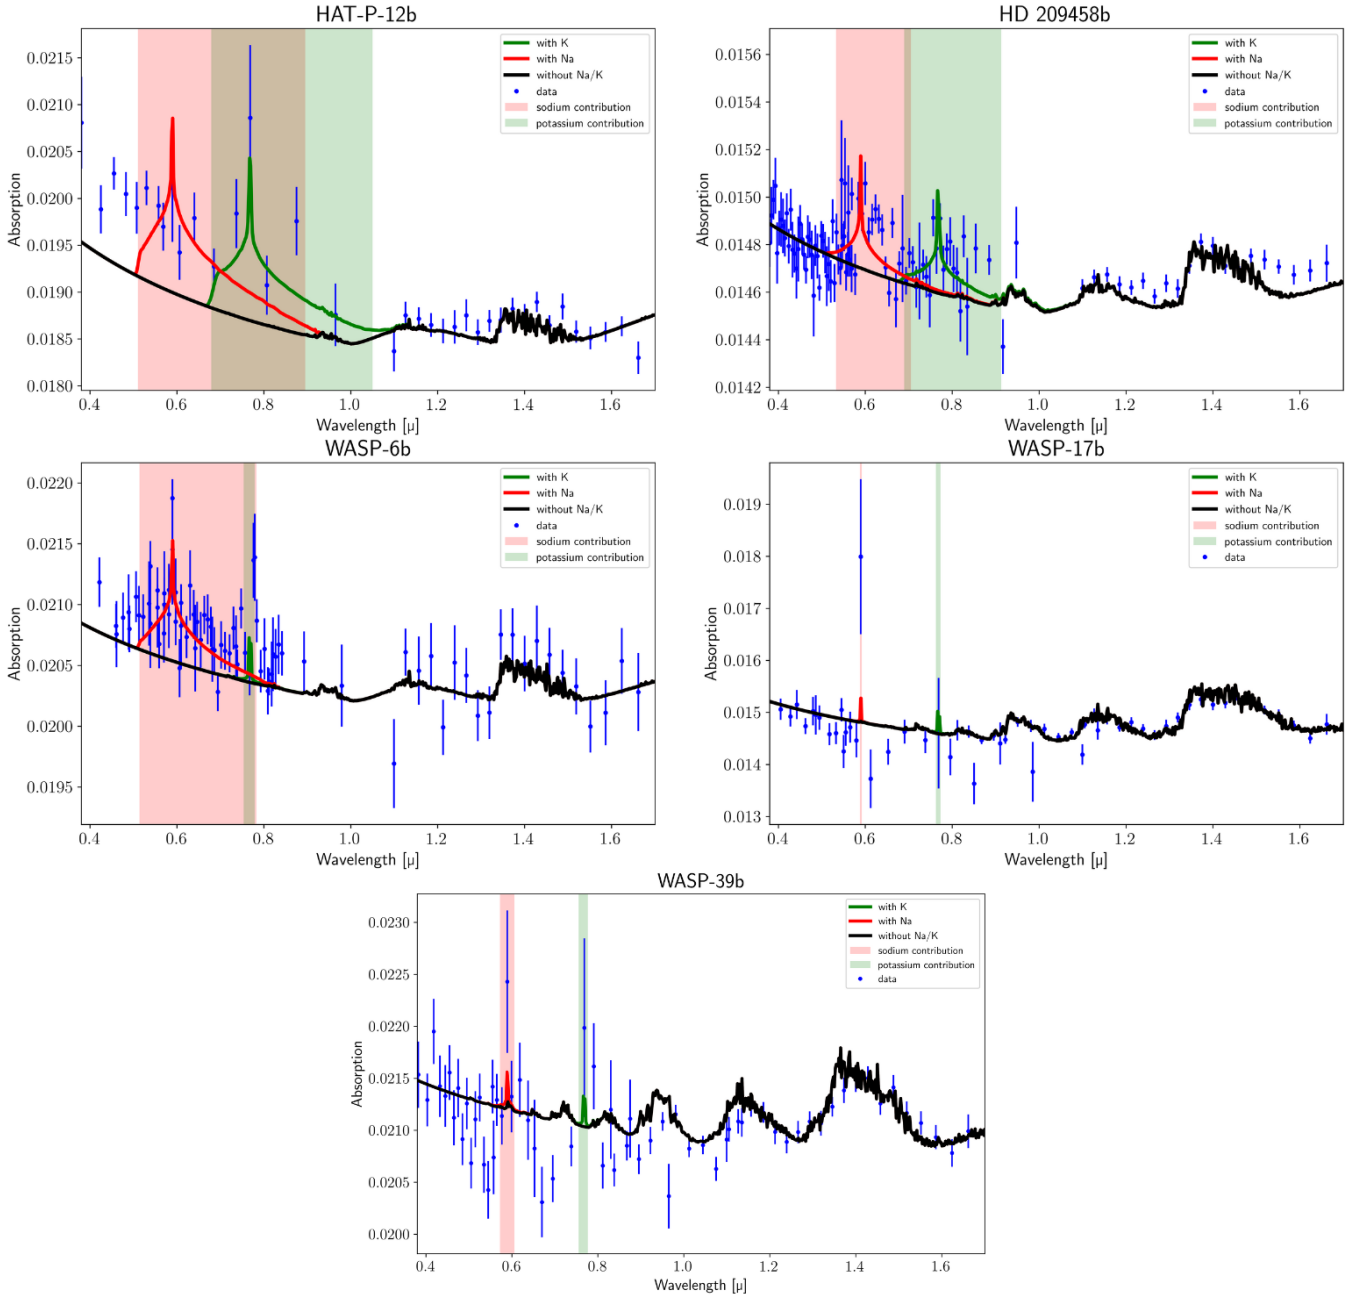 HAT-P-12b
0.0215
0.0210
0.0205
0.0200
0.0195
0.0190
0.0185
0.0180
Absorption
with K
with Na
without Na/K
data
sodium contribution
potassium contribution
0.4 0.6 0.8 1.0 1.2 1.4 1.6
Wavelength [μ]
HD 209458b
0.0156
0.0154
0.0152
0.0150
0.0148
0.0146
0.0144
0.0142
Absorption
with K
with Na
without Na/K
data
sodium contribution
potassium contribution
0.4 0.6 0.8 1.0 1.2 1.4 1.6
Wavelength [μ]
WASP-6b
0.0220
0.0215
0.0210
0.0205
0.0200
0.0195
Absorption
with K
with Na
without Na/K
data
sodium contribution
potassium contribution
0.4 0.6 0.8 1.0 1.2 1.4 1.6
Wavelength [μ]
WASP-17b
0.019
0.018
0.017
0.016
0.015
0.014
0.013
Absorption
with K
with Na
without Na/K
sodium contribution
potassium contribution
data
0.4 0.6 0.8 1.0 1.2 1.4 1.6
Wavelength [μ]
WASP-39b
0.0230
0.0225
0.0220
0.0215
0.0210
0.0205
0.0200
Absorption
with K
with Na
without Na/K
sodium contribution
potassium contribution
data
0.4 0.6 0.8 1.0 1.2 1.4 1.6
Wavelength [μ]